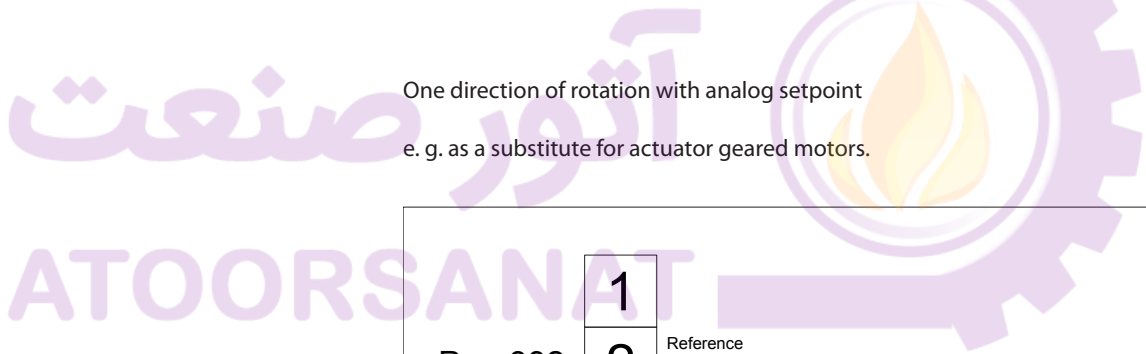 آتور صنعت
One direction of rotation with analog setpoint
e. g. as a substitute for actuator geared motors.
ATOORSANAT
1
Reference